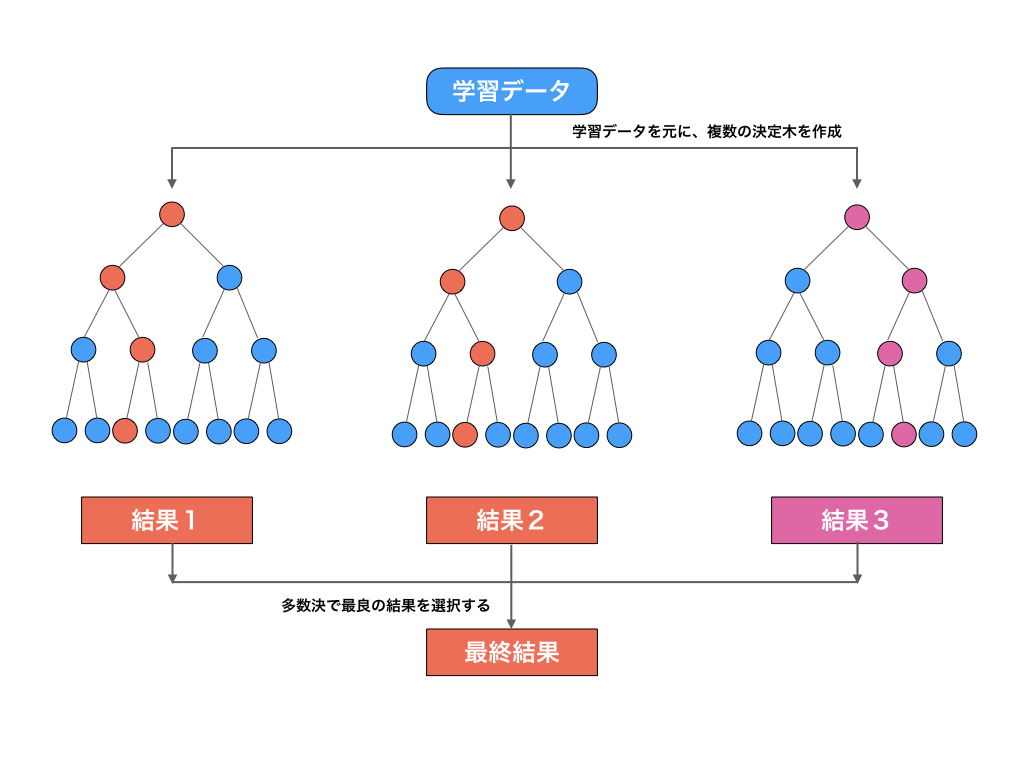 学習データ
学習データを元に、複数の決定木を作成
結果１
結果２
結果３
多数決で最良の結果を選択する
最終結果